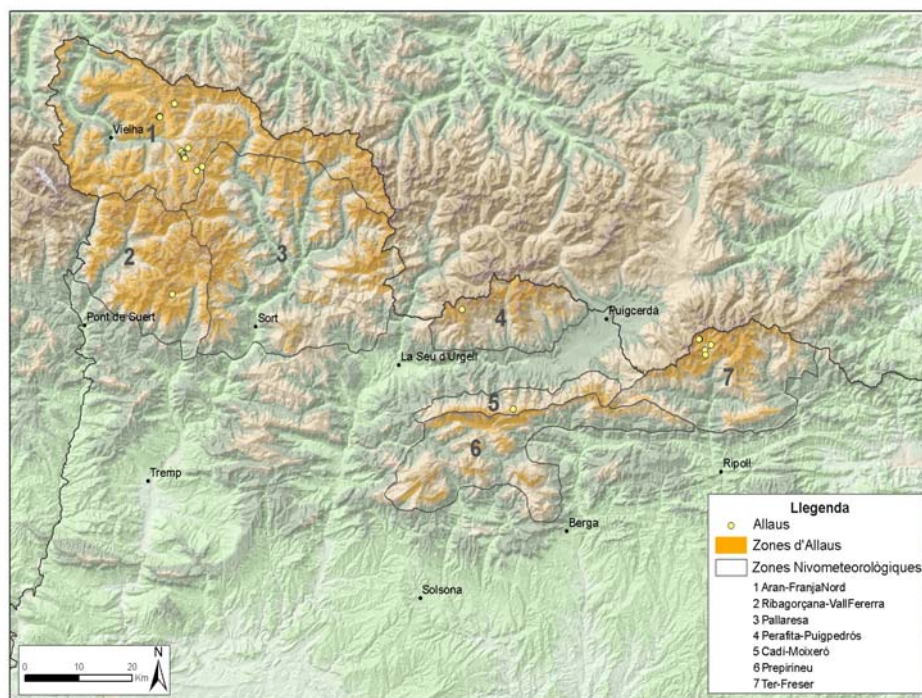 Vielha
1
2
3
Pont de Suert
Sort
4
Puigcerdà
La Seu d'Urgell
7
5
6
Tremp
Ripoll
Berga
Solsona
Llegenda
Allaus
Zones d'Allaus
Zones Nivometeorològiques
1 Aran-FranjaNord
2 Ribagorçana-VallFererra
3 Pallaresa
4 Perafita-Puigpedrós
5 Cadí-Moixeró
6 Prepirineu
7 Ter-Freser
N
0 10 20
Km